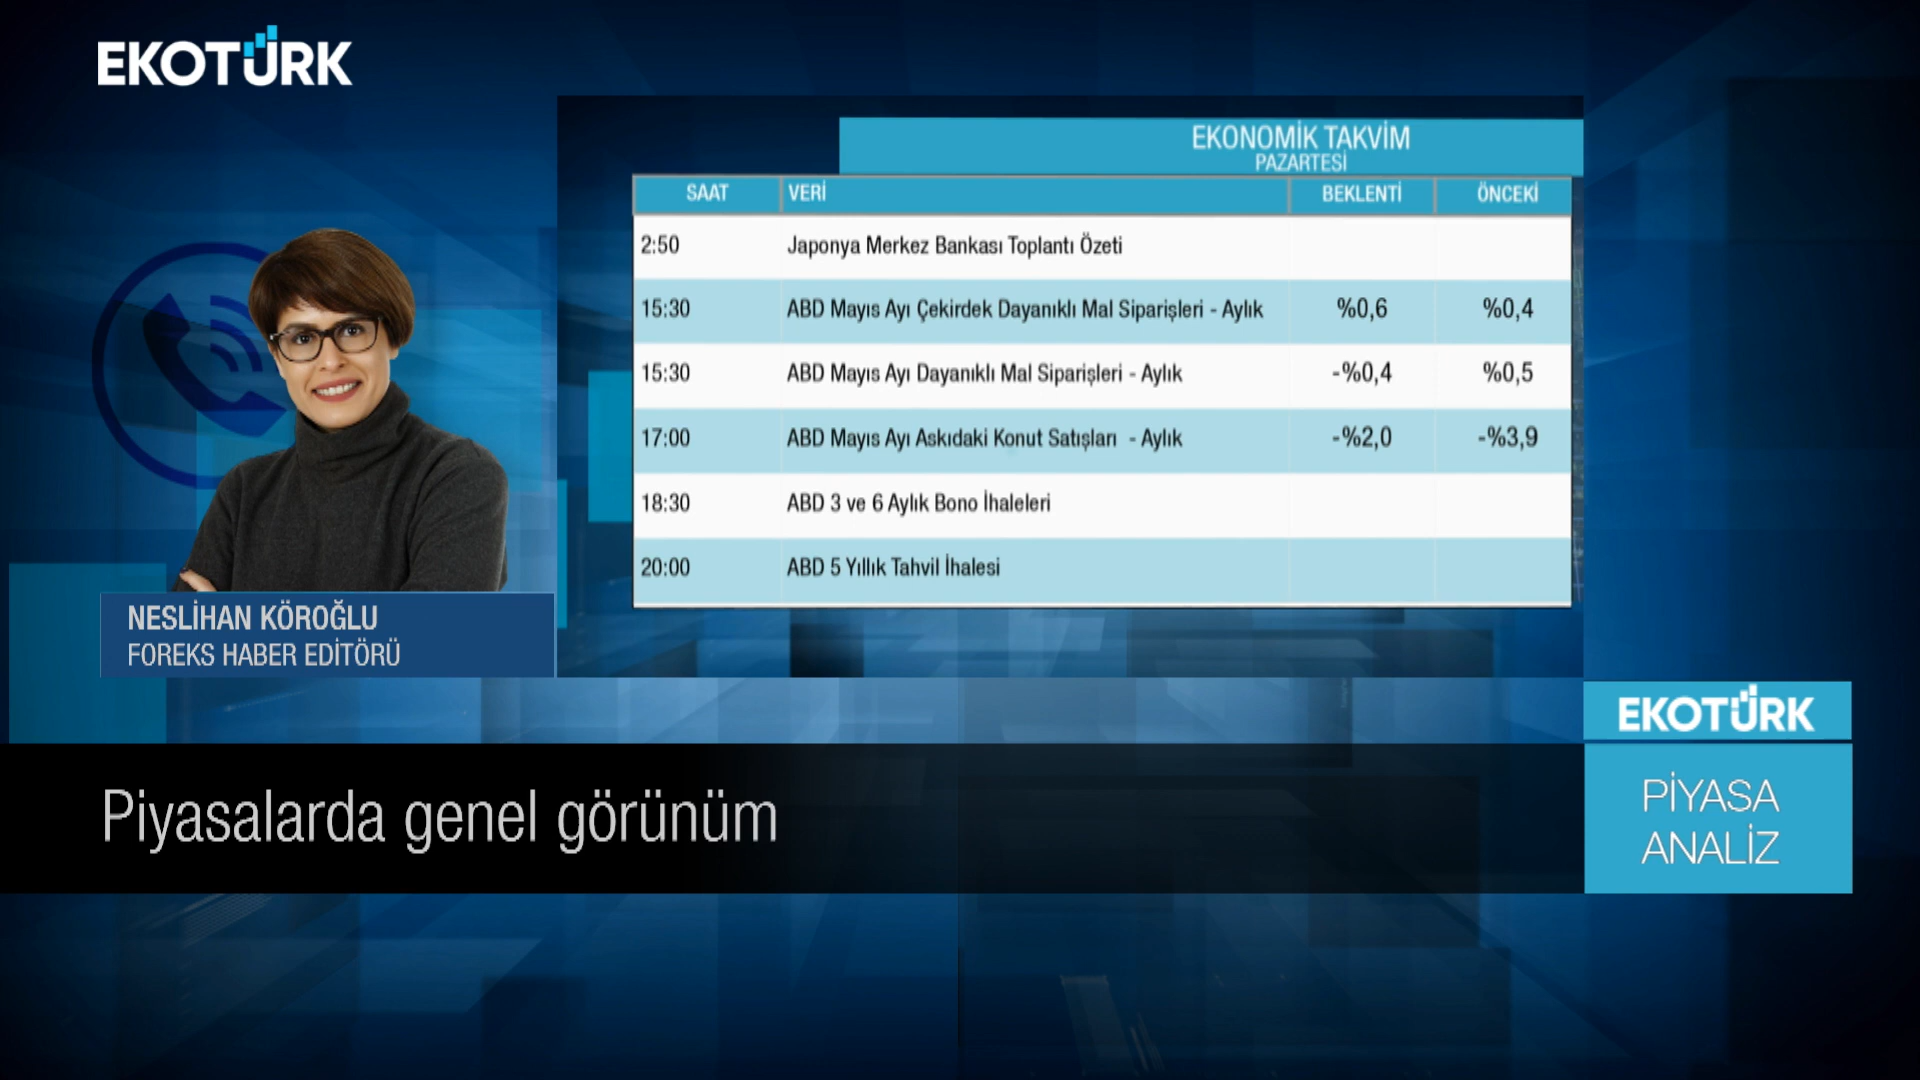 EKOTÜRK
EKONOMİK TAKVİM
PAZARTESİ
SAAT VERİ BEKLENTİ ÖNCEKİ
2:50 Japonya Merkez Bankası Toplantı Özeti
15:30 ABD Mayıs Ayı Çekirdek Dayanıklı Mal Siparişleri - Aylık %0,6 %0,4
15:30 ABD Mayıs Ayı Dayanıklı Mal Siparişleri - Aylık -%0,4 %0,5
17:00 ABD Mayıs Ayı Askıdaki Konut Satışları - Aylık -%2,0 -%3,9
18:30 ABD 3 ve 6 Aylık Bono İhaleleri
20:00 ABD 5 Yıllık Tahvil İhalesi
NESLİHAN KÖROĞLU
FOREKS HABER EDİTÖRÜ
EKOTÜRK
Piyasalarda genel görünüm
PİYASA
ANALİZ